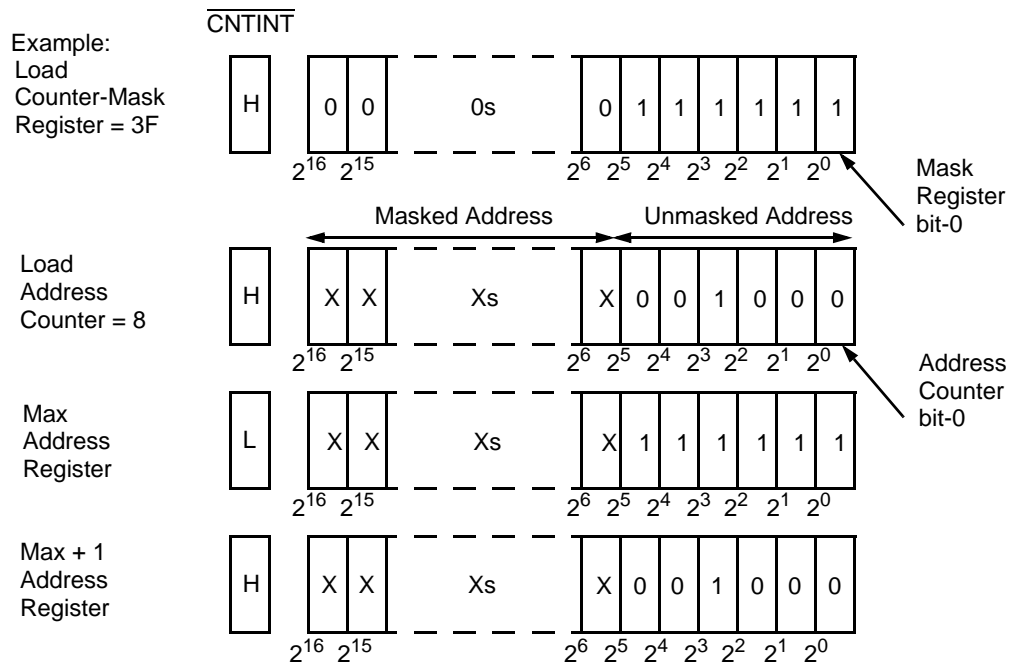 CNTINT
Example:
Load
Counter-Mask
Register = 3F
H 0 0 0s 0 1 1 1 1 1 1
2^16 2^15 2^6 2^5 2^4 2^3 2^2 2^1 2^0
Mask
Register
bit-0
Masked Address Unmasked Address
Load
Address
Counter = 8
H X X Xs X 0 0 1 0 0 0
2^16 2^15 2^6 2^5 2^4 2^3 2^2 2^1 2^0
Address
Counter
bit-0
Max
Address
Register
L X X Xs X 1 1 1 1 1 1
2^16 2^15 2^6 2^5 2^4 2^3 2^2 2^1 2^0
Max + 1
Address
Register
H X X Xs X 0 0 1 0 0 0
2^16 2^15 2^6 2^5 2^4 2^3 2^2 2^1 2^0